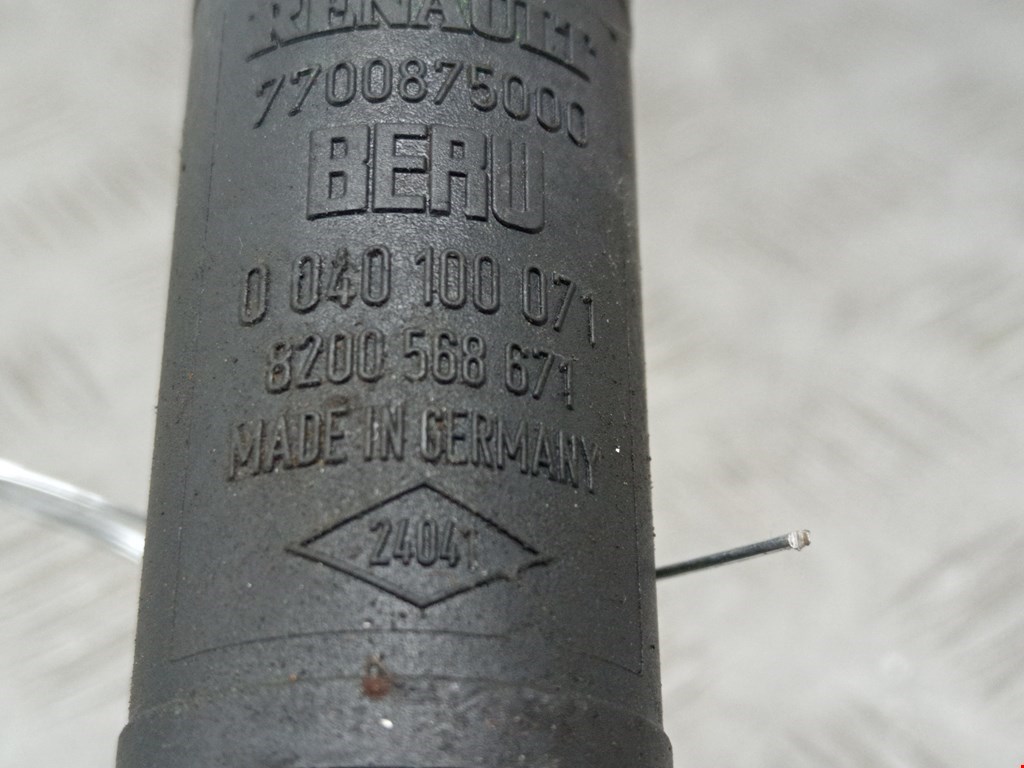 RENAULT
7700875000
BERU
0 040 100 071
8200 568 671
MADE IN GERMANY
24041